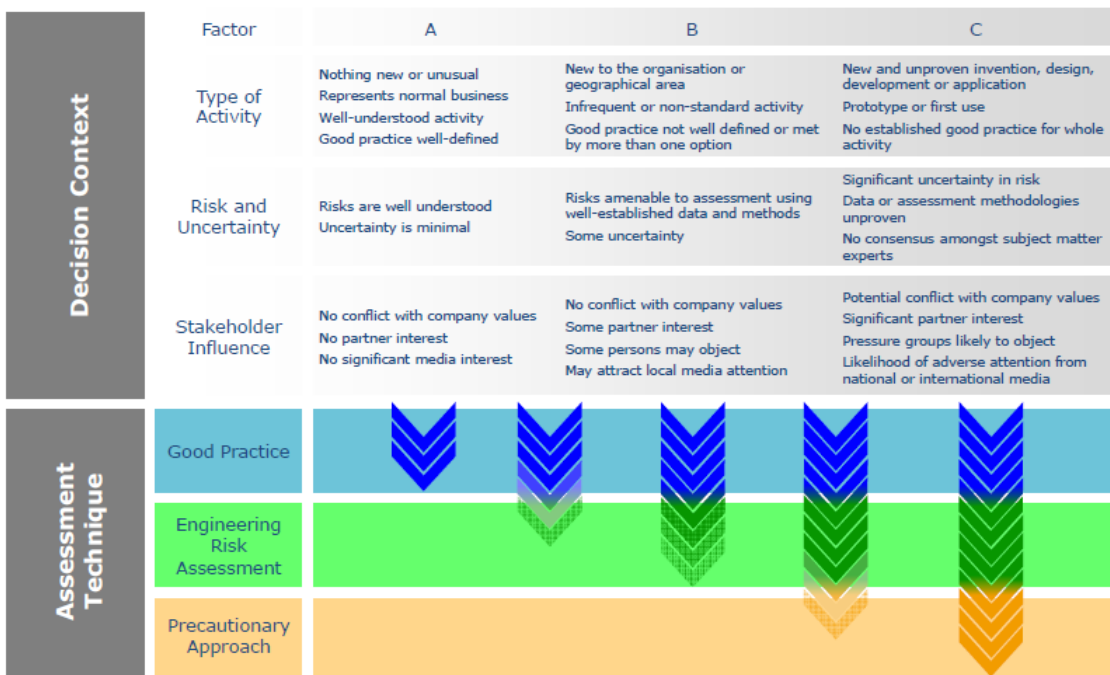 Decision Context
Factor
A
B
C
Type of
Activity
Nothing new or unusual
Represents normal business
Well-understood activity
Good practice well-defined
New to the organisation or
geographical area
Infrequent or non-standard activity
Good practice not well defined or met
by more than one option
New and unproven invention, design,
development or application
Prototype or first use
No established good practice for whole
activity
Risk and
Uncertainty
Risks are well understood
Uncertainty is minimal
Risks amenable to assessment using
well-established data and methods
Some uncertainty
Significant uncertainty in risk
Data or assessment methodologies
unproven
No consensus amongst subject matter
experts
Stakeholder
Influence
No conflict with company values
No partner interest
No significant media interest
No conflict with company values
Some partner interest
Some persons may object
May attract local media attention
Potential conflict with company values
Significant partner interest
Pressure groups likely to object
Likelihood of adverse attention from
national or international media
Assessment
Technique
Good Practice
Engineering
Risk
Assessment
Precautionary
Approach